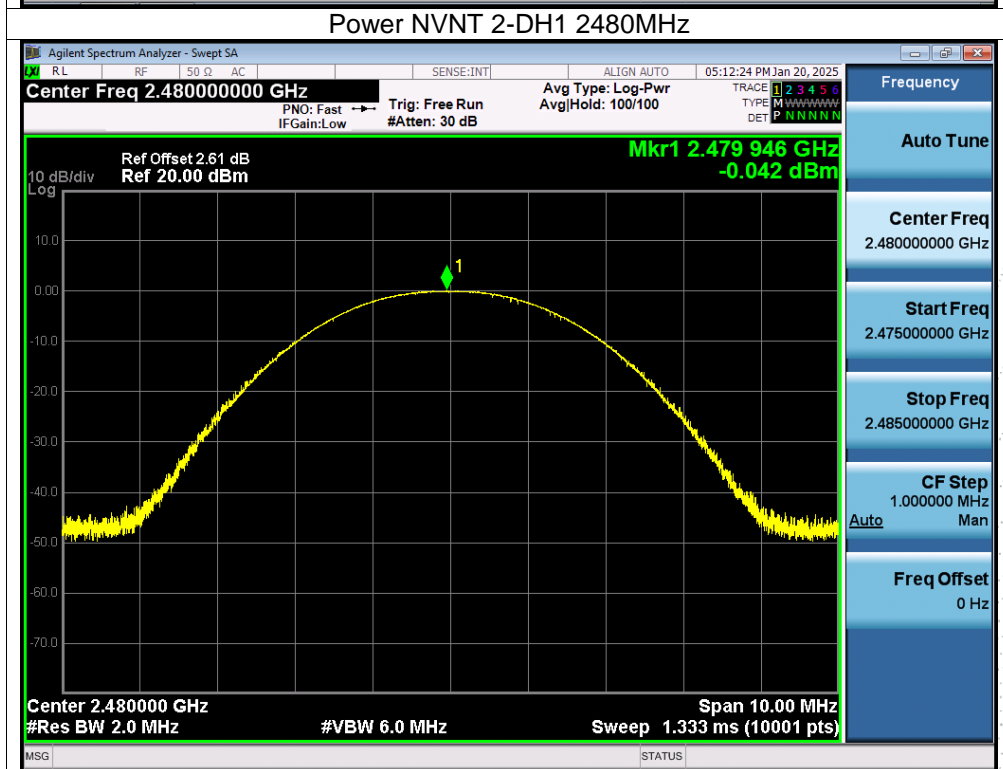 Power NVNT 2-DH1 2480MHz
Agilent Spectrum Analyzer - Swept SA
LXI RL RF 50 Ω AC SENSE:INT ALIGN AUTO 05:12:24 PM Jan 20, 2025
Center Freq 2.480000000 GHz
PNO: Fast
IFGain:Low
Trig: Free Run
#Atten: 30 dB
Avg Type: Log-Pwr
Avg|Hold: 100/100
TRACE 1 2 3 4 5 6
TYPE M WWWWW
DET P N N N N N
Frequency
Mkr1 2.479 946 GHz
-0.042 dBm
Ref Offset 2.61 dB
10 dB/div Ref 20.00 dBm
Log
10.0
0.00
-10.0
-20.0
-30.0
-40.0
-50.0
-60.0
-70.0
1
Center 2.480000 GHz Span 10.00 MHz
#Res BW 2.0 MHz #VBW 6.0 MHz Sweep 1.333 ms (10001 pts)
Auto Tune
Center Freq
2.480000000 GHz
Start Freq
2.475000000 GHz
Stop Freq
2.485000000 GHz
CF Step
1.000000 MHz
Auto Man
Freq Offset
0 Hz
MSG STATUS